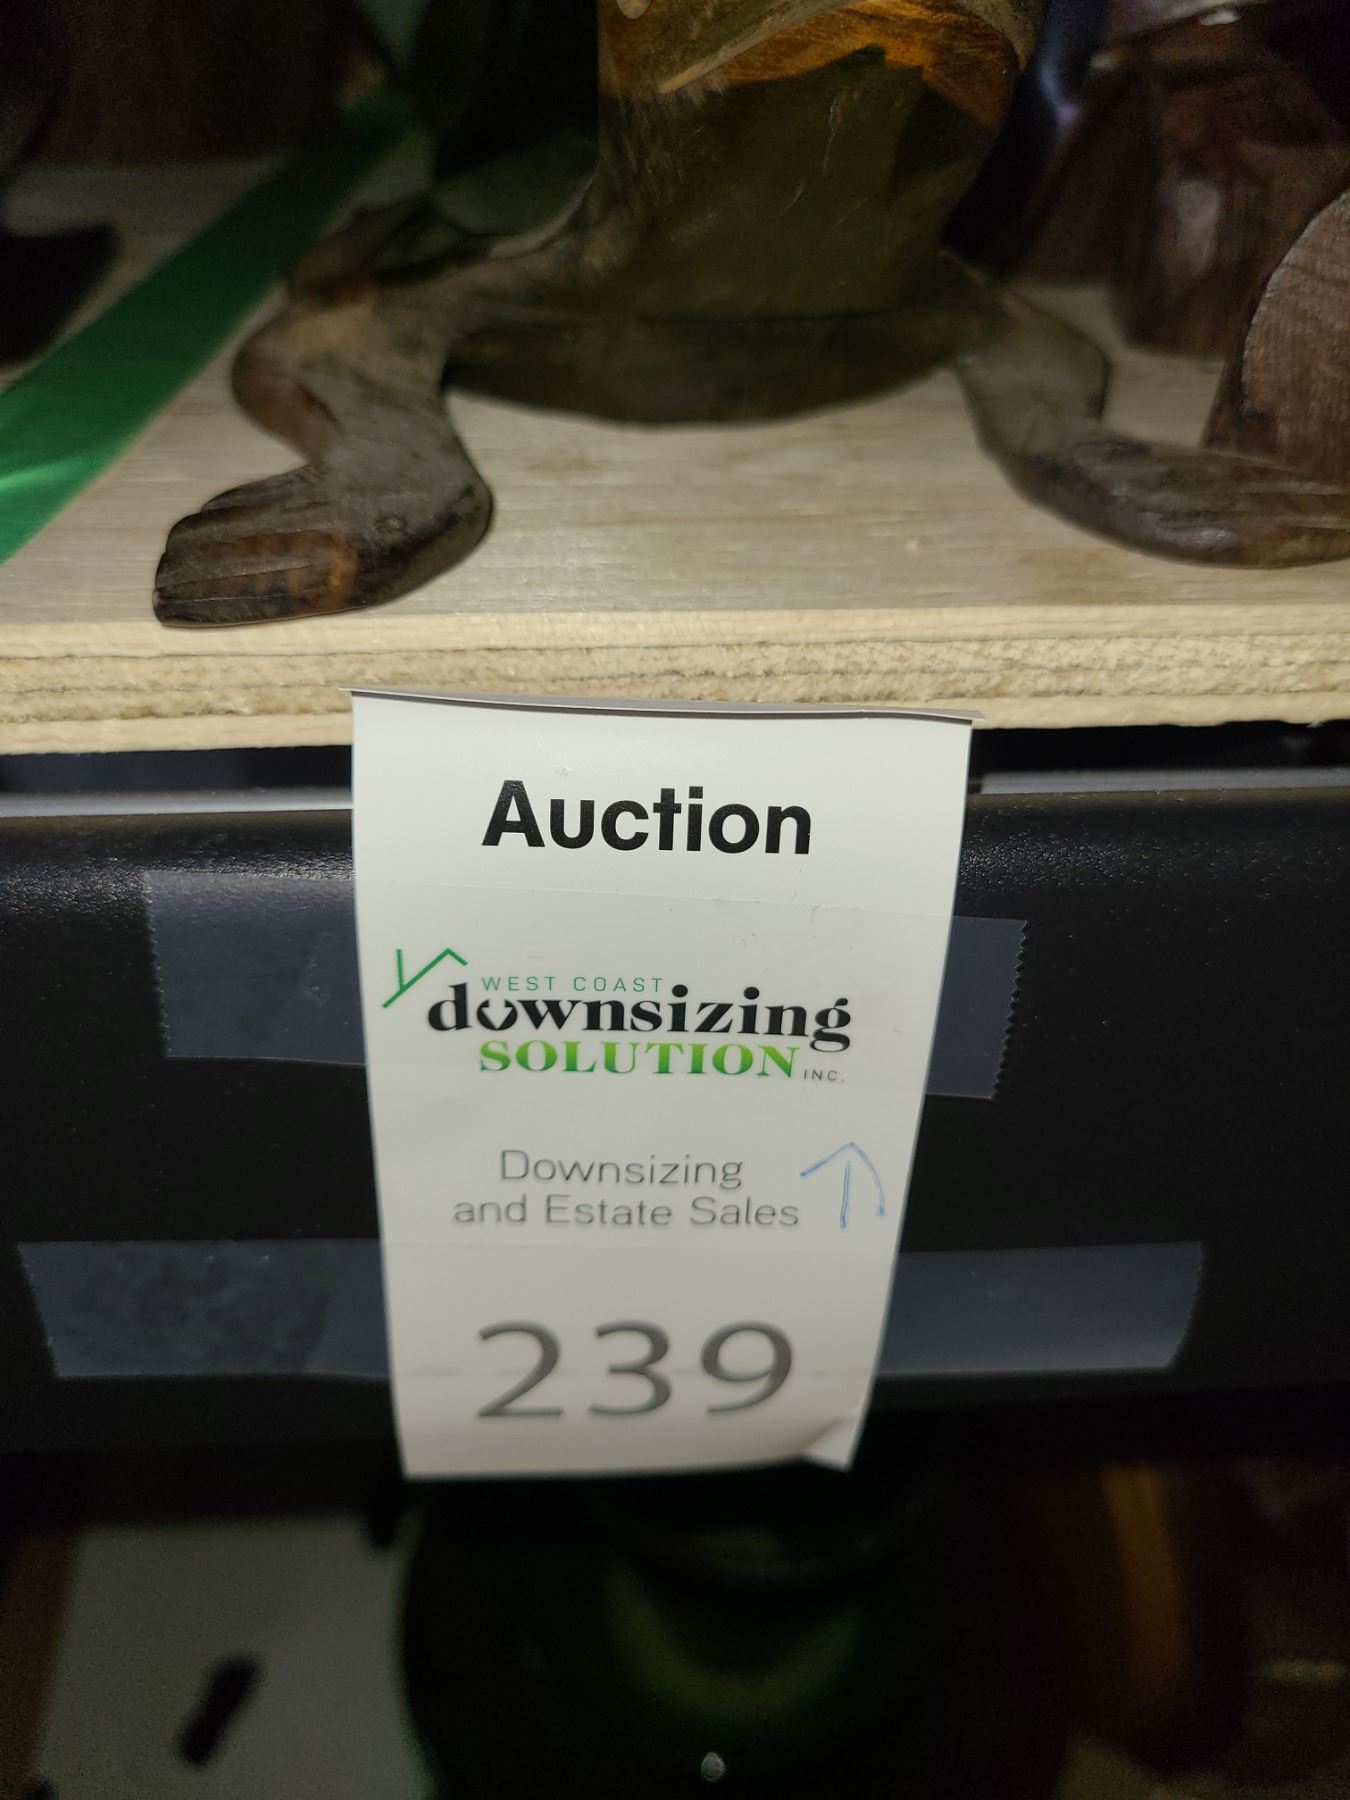 Auction
WEST COAST
downsizing
SOLUTION INC.
Downsizing
and Estate Sales
239